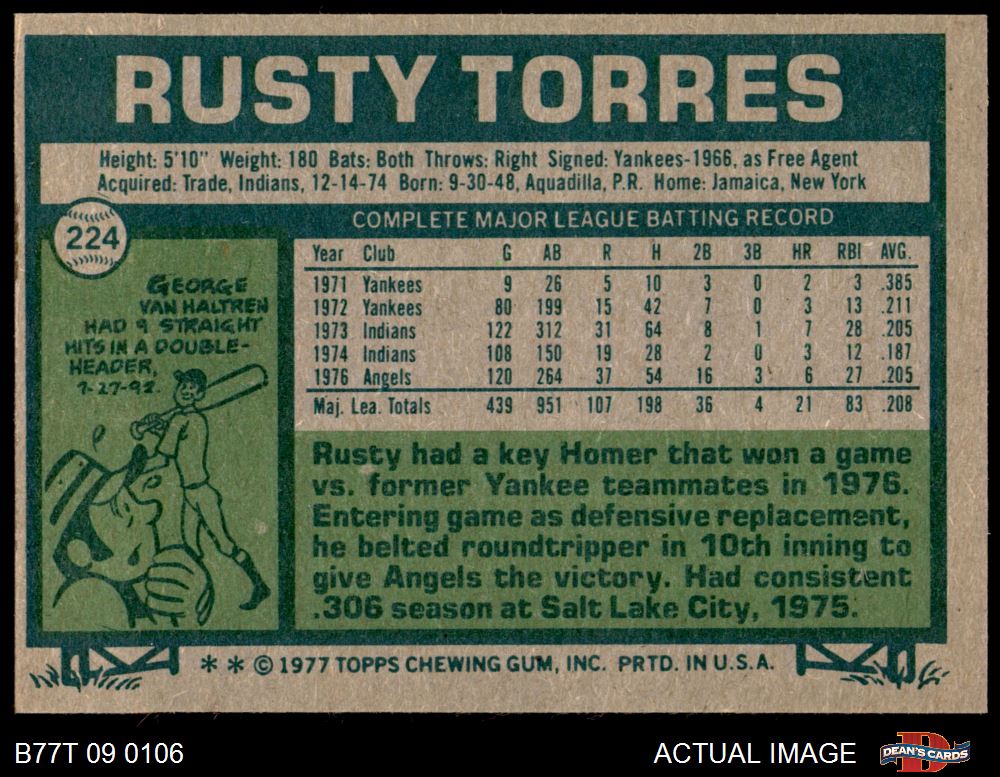 RUSTY TORRES
Height: 5'10" Weight: 180 Bats: Both Throws: Right Signed: Yankees-1966, as Free Agent
Acquired: Trade, Indians, 12-14-74 Born: 9-30-48, Aquadilla, P.R. Home: Jamaica, New York
224
COMPLETE MAJOR LEAGUE BATTING RECORD
Year Club G AB R H 2B 3B HR RBI AVG.
1971 Yankees 9 26 5 10 3 0 2 3 .385
1972 Yankees 80 199 15 42 7 0 3 13 .211
1973 Indians 122 312 31 64 8 1 7 28 .205
1974 Indians 108 150 19 28 2 0 3 12 .187
1976 Angels 120 264 37 54 16 3 6 27 .205
Maj. Lea. Totals 439 951 107 198 36 4 21 83 .208
GEORGE
VAN HALTREN
HAD 9 STRAIGHT
HITS IN A DOUBLE-
HEADER,
7-27-92.
Rusty had a key Homer that won a game
vs. former Yankee teammates in 1976.
Entering game as defensive replacement,
he belted roundtripper in 10th inning to
give Angels the victory. Had consistent
.306 season at Salt Lake City, 1975.
* * © 1977 TOPPS CHEWING GUM, INC. PRTD. IN U.S.A.
B77T 09 0106
ACTUAL IMAGE
DEAN'S CARDS